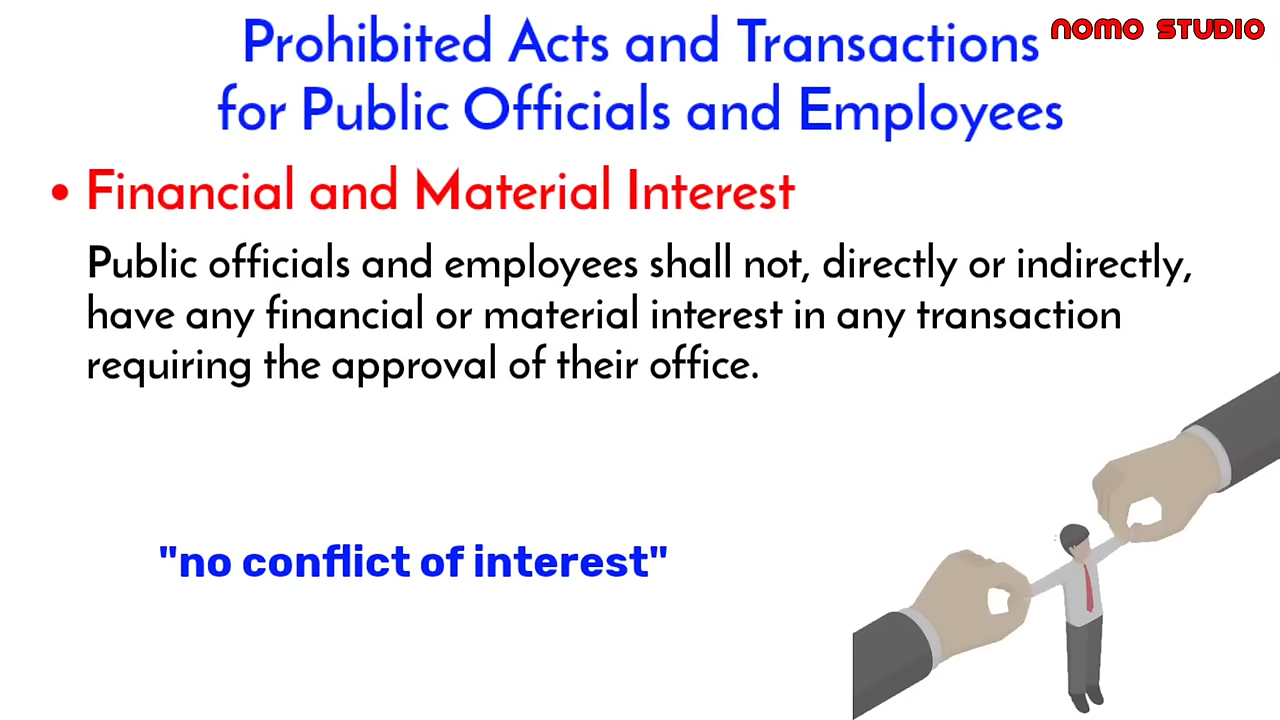 NOMO STUDIO
Prohibited Acts and Transactions
for Public Officials and Employees
• Financial and Material Interest
Public officials and employees shall not, directly or indirectly,
have any financial or material interest in any transaction
requiring the approval of their office.
"no conflict of interest"